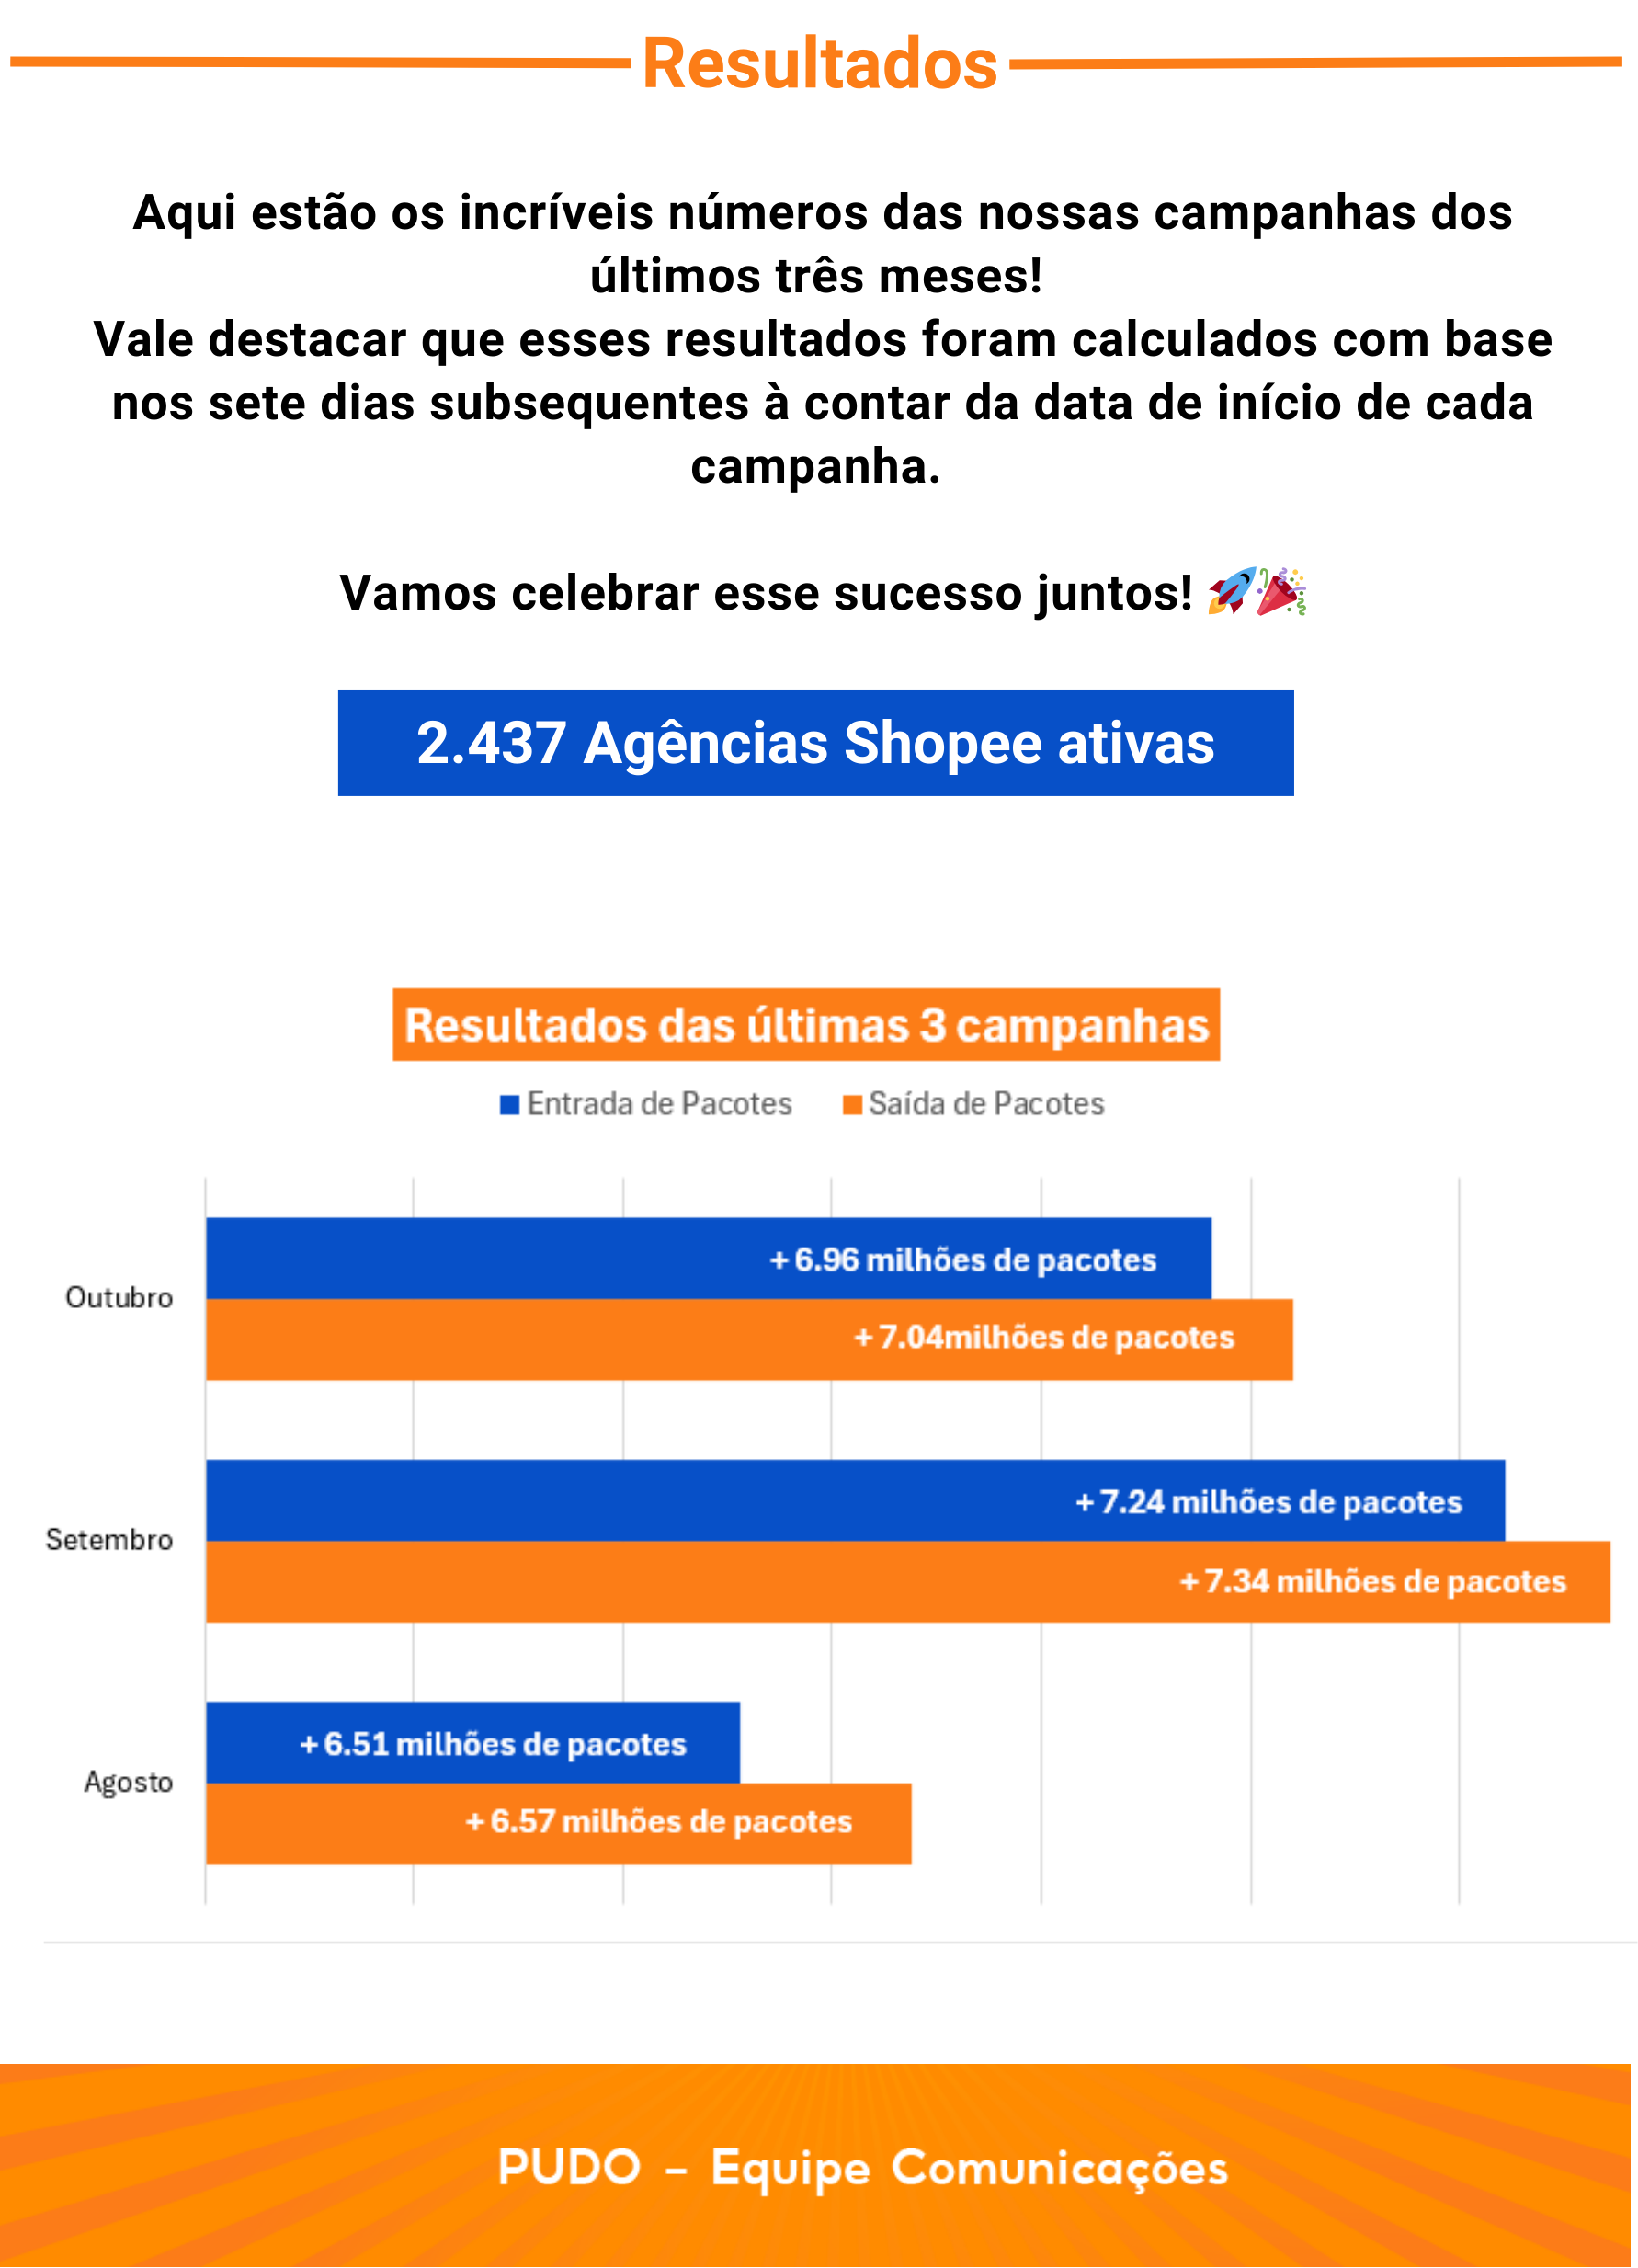 Resultados
Aqui estão os incríveis números das nossas campanhas dos
últimos três meses!
Vale destacar que esses resultados foram calculados com base
nos sete dias subsequentes à contar da data de início de cada
campanha.
Vamos celebrar esse sucesso juntos! 🚀🎉
2.437 Agências Shopee ativas
Resultados das últimas 3 campanhas
Entrada de Pacotes
Saída de Pacotes
Outubro
+ 6.96 milhões de pacotes
+ 7.04milhões de pacotes
Setembro
+ 7.24 milhões de pacotes
+ 7.34 milhões de pacotes
Agosto
+ 6.51 milhões de pacotes
+ 6.57 milhões de pacotes
PUDO - Equipe Comunicações